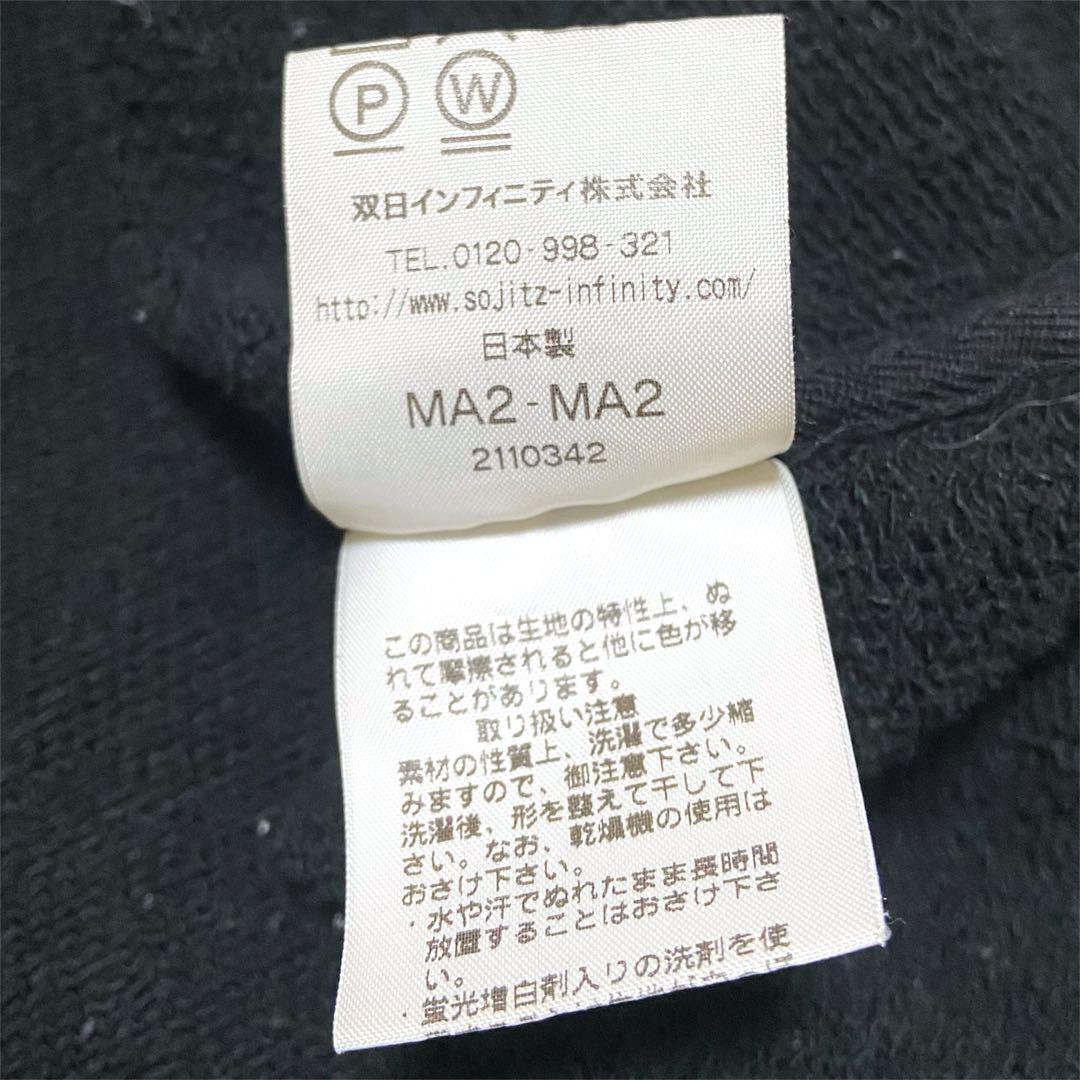 P W
双日インフィニティ株式会社
TEL.0120-998-321
http://www.sojitz-infinity.com/
日本製
MA2-MA2
2110342
この商品は生地の特性上、ぬ
れて摩擦されると他に色が移
ることがあります。
取り扱い注意
素材の性質上、洗濯で多少縮
みますので、御注意下さい。
洗濯後、形を整えて干して下
さい。なお、乾燥機の使用は
おさけ下さい。
・水や汗でぬれたまま長時間
放置することはおさけ下さ
い。
・蛍光増白剤入りの洗剤を使